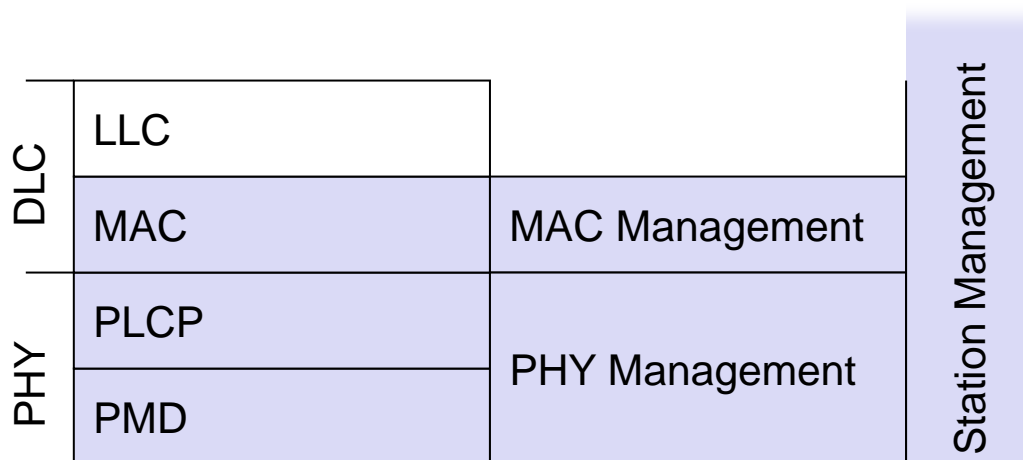 DLC
LLC
MAC
MAC Management
PHY
PLCP
PMD
PHY Management
Station Management